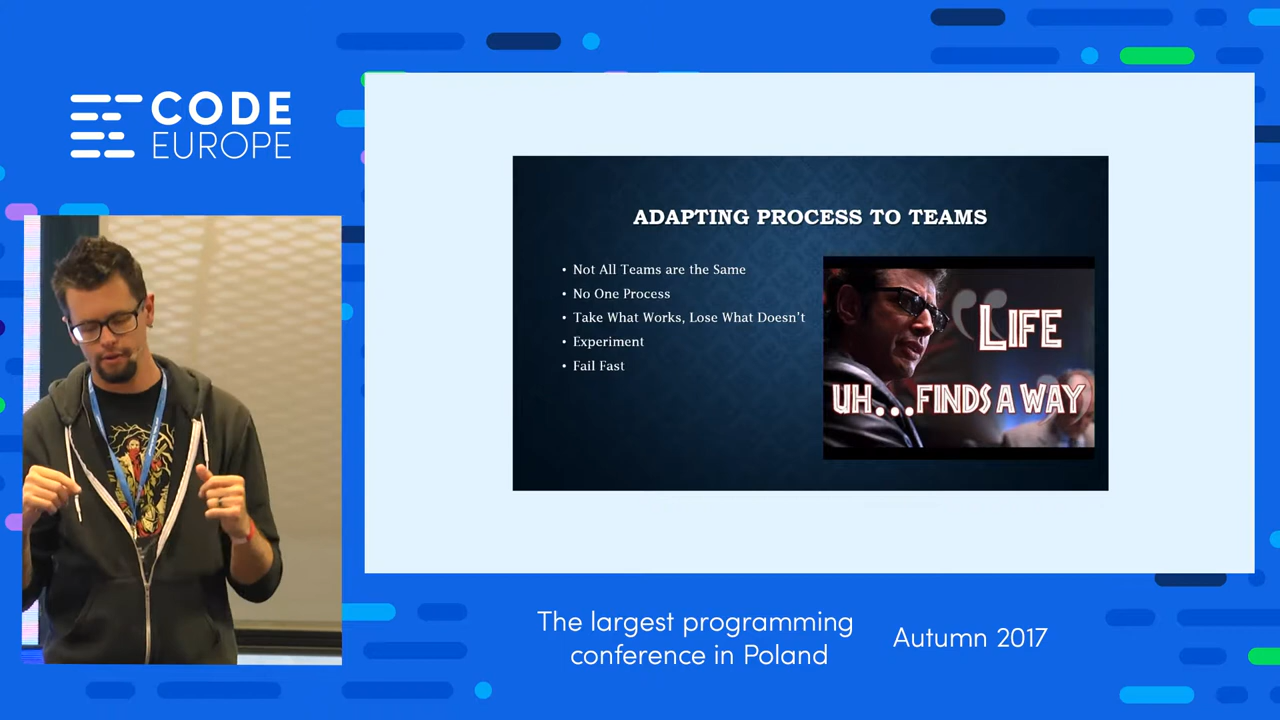 CODE
EUROPE
ADAPTING PROCESS TO TEAMS
• Not All Teams are the Same
• No One Process
• Take What Works, Lose What Doesn't
• Experiment
• Fail Fast
“LIFE
UH...FINDS A WAY
The largest programming
conference in Poland
Autumn 2017